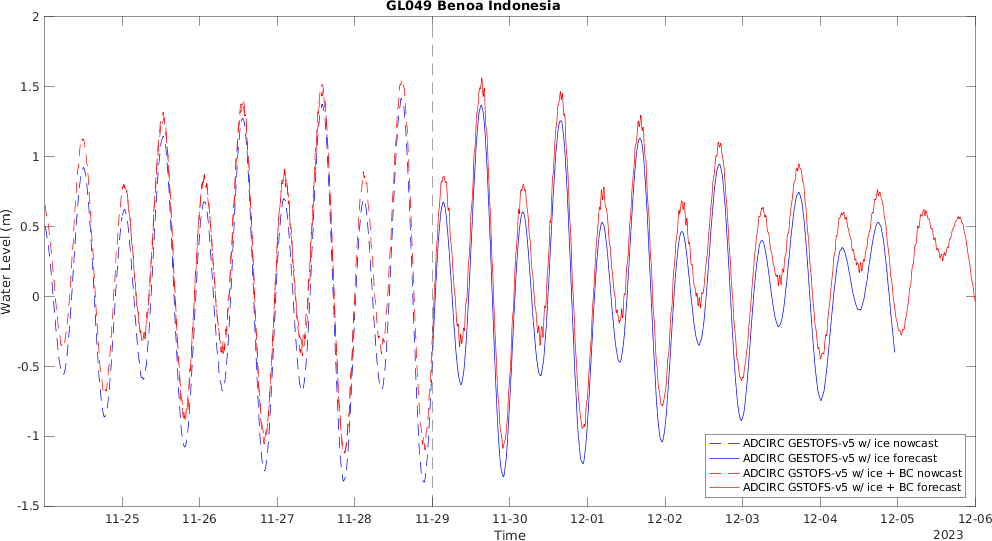 GL049 Benoa Indonesia
2
1.5
1
0.5
0
-0.5
-1
-1.5
Water Level (m)
ADCIRC GESTOFS-v5 w/ ice nowcast
ADCIRC GESTOFS-v5 w/ ice forecast
ADCIRC GSTOFS-v5 w/ ice + BC nowcast
ADCIRC GSTOFS-v5 w/ ice + BC forecast
11-25 11-26 11-27 11-28 11-29 11-30 12-01 12-02 12-03 12-04 12-05 12-06
Time
2023